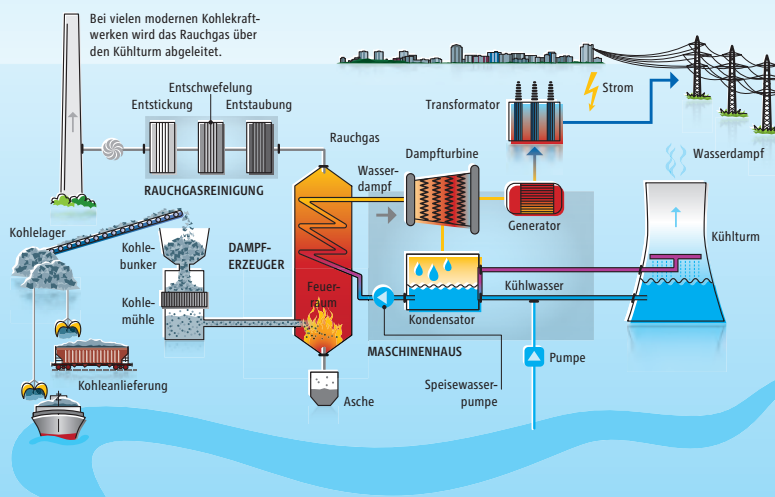 Bei vielen modernen Kohlekraft-
werken wird das Rauchgas über
den Kühlturm abgeleitet.
Entschwefelung
Entstickung
Entstaubung
RAUCHGASREINIGUNG
Rauchgas
Wasser-
dampf
Dampfturbine
Transformator
Strom
Generator
Wasserdampf
Kühlturm
Kohlelager
Kohle-
bunker
DAMPF-
ERZEUGER
Kohle-
mühle
Feuer-
raum
Kondensator
Kühlwasser
MASCHINENHAUS
Speisewasser-
pumpe
Pumpe
Kohleanlieferung
Asche